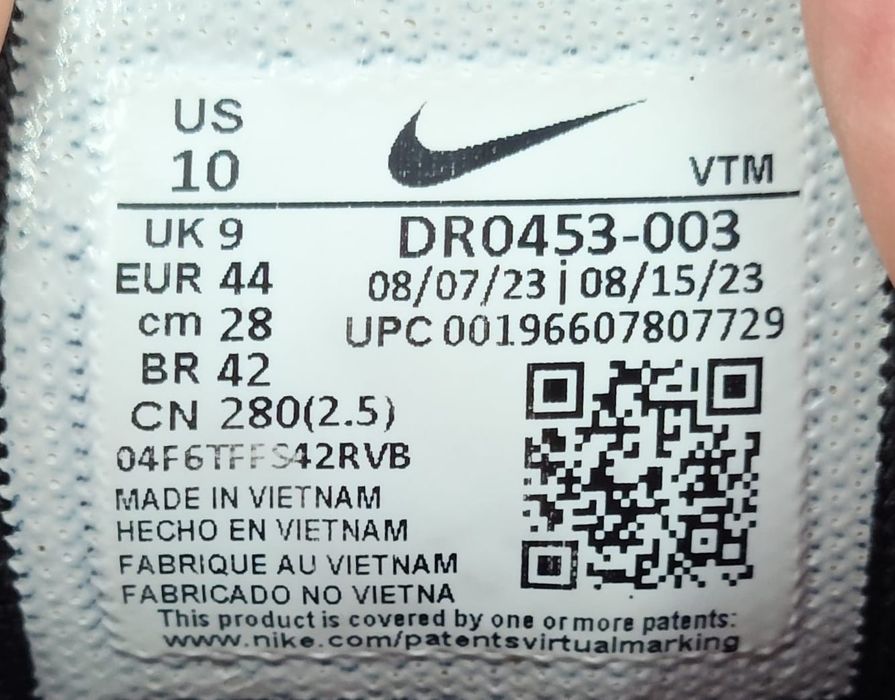 US
10
VTM
UK 9
DR0453-003
EUR 44
08/07/23 | 08/15/23
cm 28
UPC 00196607807729
BR 42
CN 280(2.5)
04F6TFFS42RVB
MADE IN VIETNAM
HECHO EN VIETNAM
FABRIQUE AU VIETNAM
FABRICADO NO VIETNA
This product is covered by one or more patents:
www.nike.com/patentsvirtualmarking